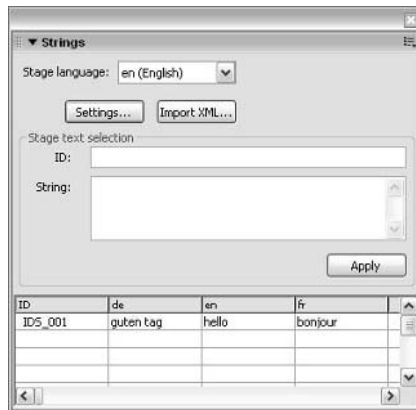 Strings
Stage language: en (English)
Settings... Import XML...
Stage text selection
ID:
String:
Apply
ID de en fr
IDS_001 guten tag hello bonjour